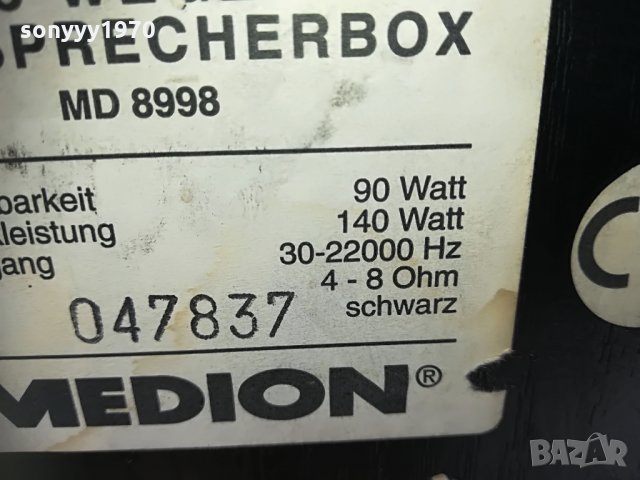 sonyyy1970
SPRECHERBOX
MD 8998
barkeit 90 Watt
leistung 140 Watt
gang 30-22000 Hz
4 - 8 Ohm
047837 schwarz
MEDION®
BAZAR